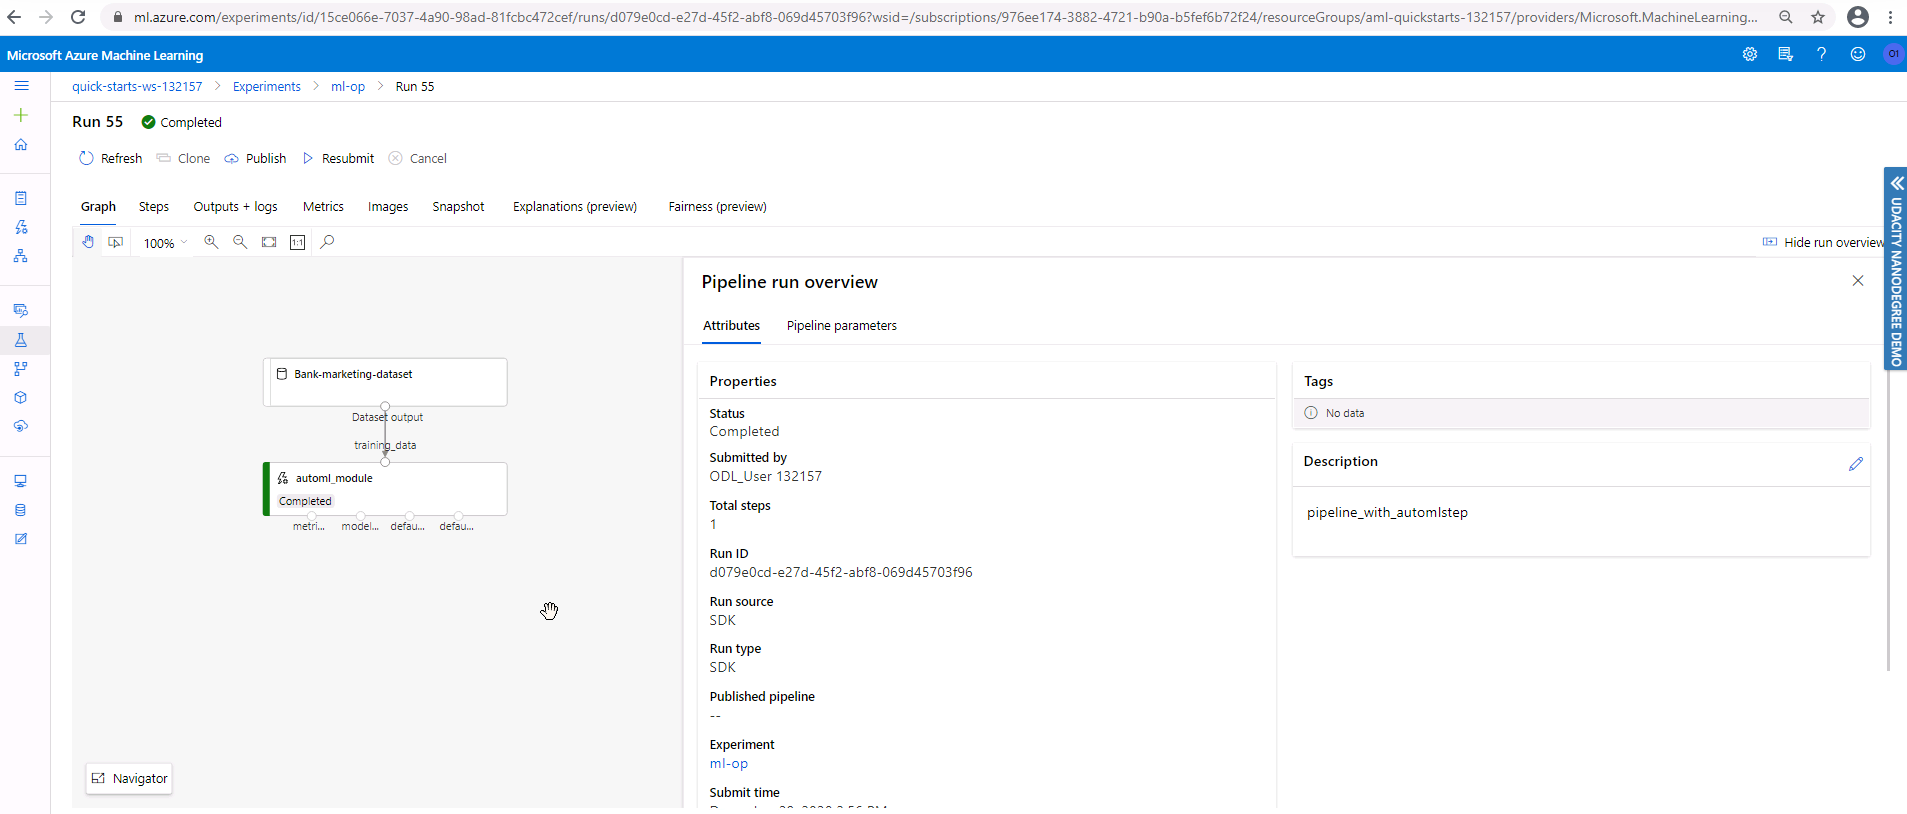 ml.azure.com/experiments/id/15ce066e-7037-4a90-98ad-81fcbc472cef/runs/d079e0cd-e27d-45f2-abf8-069d45703f96?wsid=/subscriptions/976ee174-3882-4721-b90a-b5fef6b72f24/resourceGroups/aml-quickstarts-132157/providers/Microsoft.MachineLearning...
Microsoft Azure Machine Learning
O1
quick-starts-ws-132157 > Experiments > ml-op > Run 55
Run 55 Completed
Refresh Clone Publish Resubmit Cancel
Graph Steps Outputs + logs Metrics Images Snapshot Explanations (preview) Fairness (preview)
100% 1:1 Hide run overview
UDACITY NANODEGREE DEMO
Bank-marketing-dataset
Dataset output
training_data
automl_module
Completed
metri... model... defau... defau...
Navigator
Pipeline run overview
Attributes Pipeline parameters
Properties
Status
Completed
Submitted by
ODL_User 132157
Total steps
1
Run ID
d079e0cd-e27d-45f2-abf8-069d45703f96
Run source
SDK
Run type
SDK
Published pipeline
--
Experiment
ml-op
Submit time
Tags
No data
Description
pipeline_with_automlstep